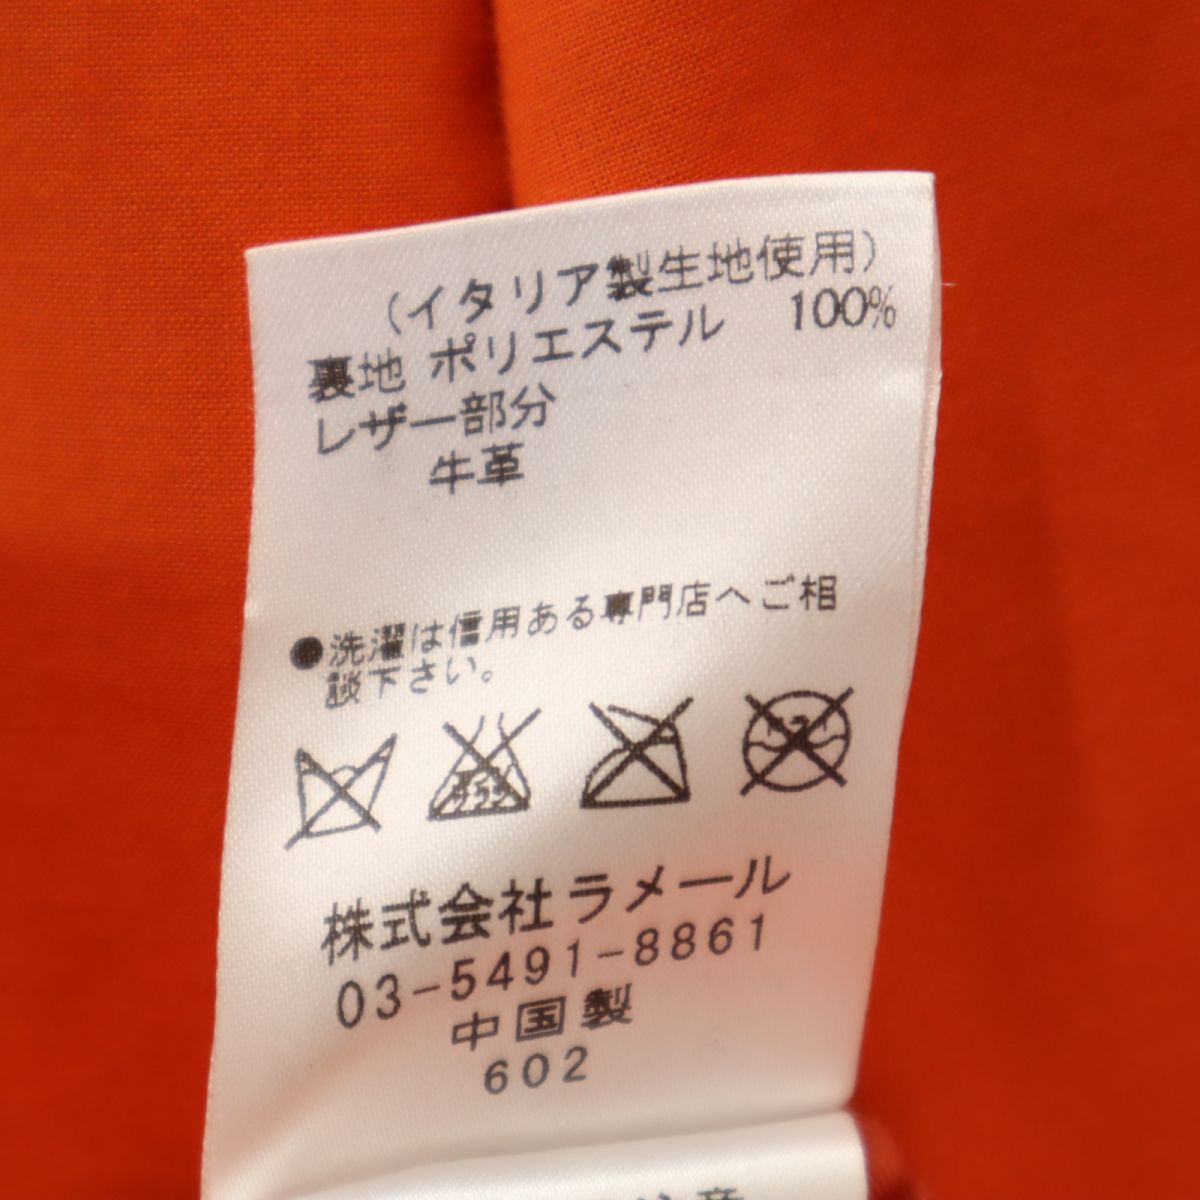 （イタリア製生地使用）
裏地 ポリエステル 100%
レザー部分
牛革
●洗濯は信用ある専門店へご相
談下さい。
株式会社ラメール
03-5491-8861
中国製
602
注意